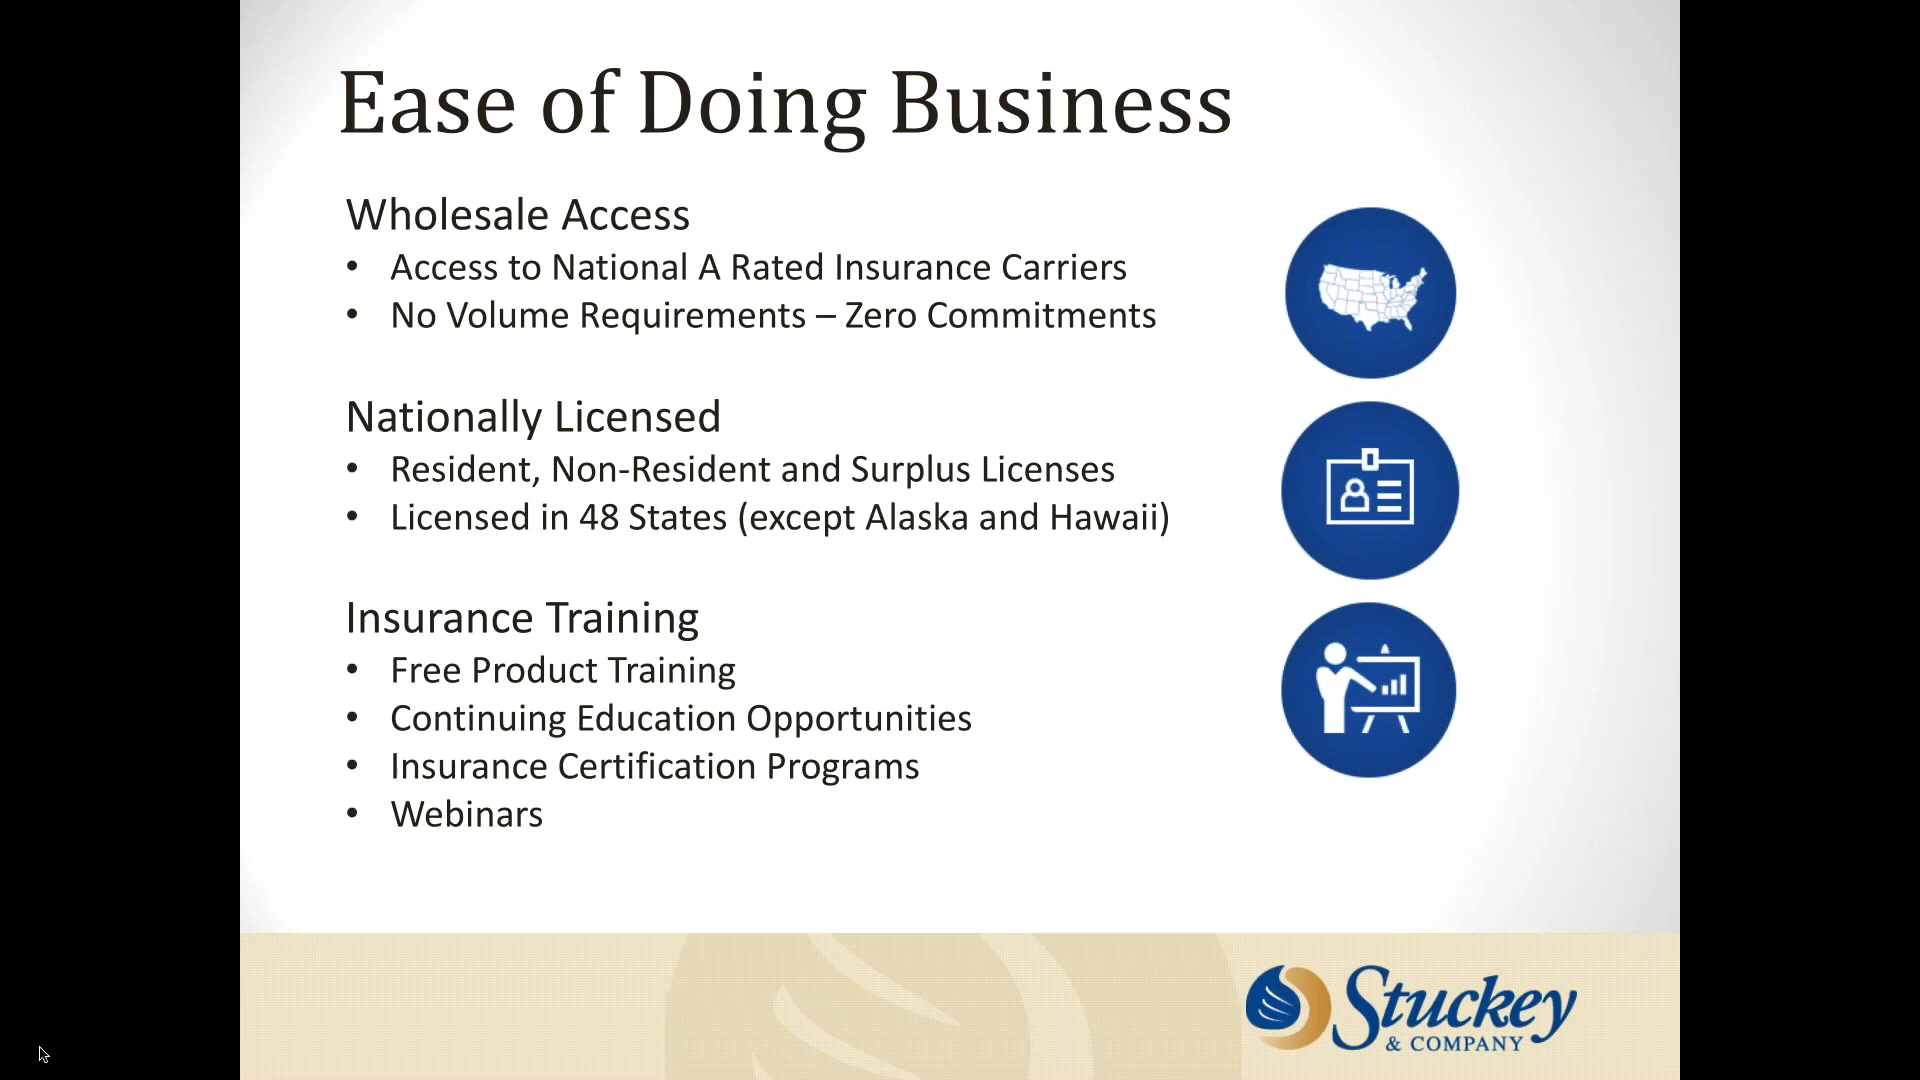 Ease of Doing Business
Wholesale Access
• Access to National A Rated Insurance Carriers
• No Volume Requirements – Zero Commitments
Nationally Licensed
• Resident, Non-Resident and Surplus Licenses
• Licensed in 48 States (except Alaska and Hawaii)
Insurance Training
• Free Product Training
• Continuing Education Opportunities
• Insurance Certification Programs
• Webinars
Stuckey
& COMPANY